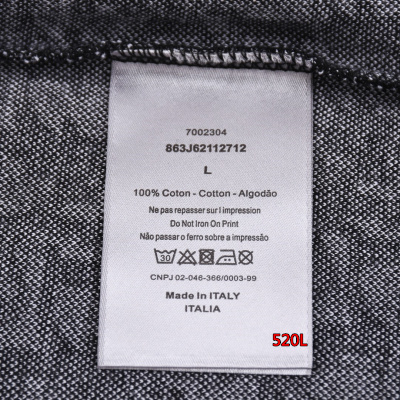 7002304
863J62112712
L
100% Coton - Cotton - Algodão
Ne pas repasser sur l impression
Do Not Iron On Print
Não passar o ferro sobre a impressão
30
CNPJ 02-046-366/0003-99
Made In ITALY
ITALIA
520L